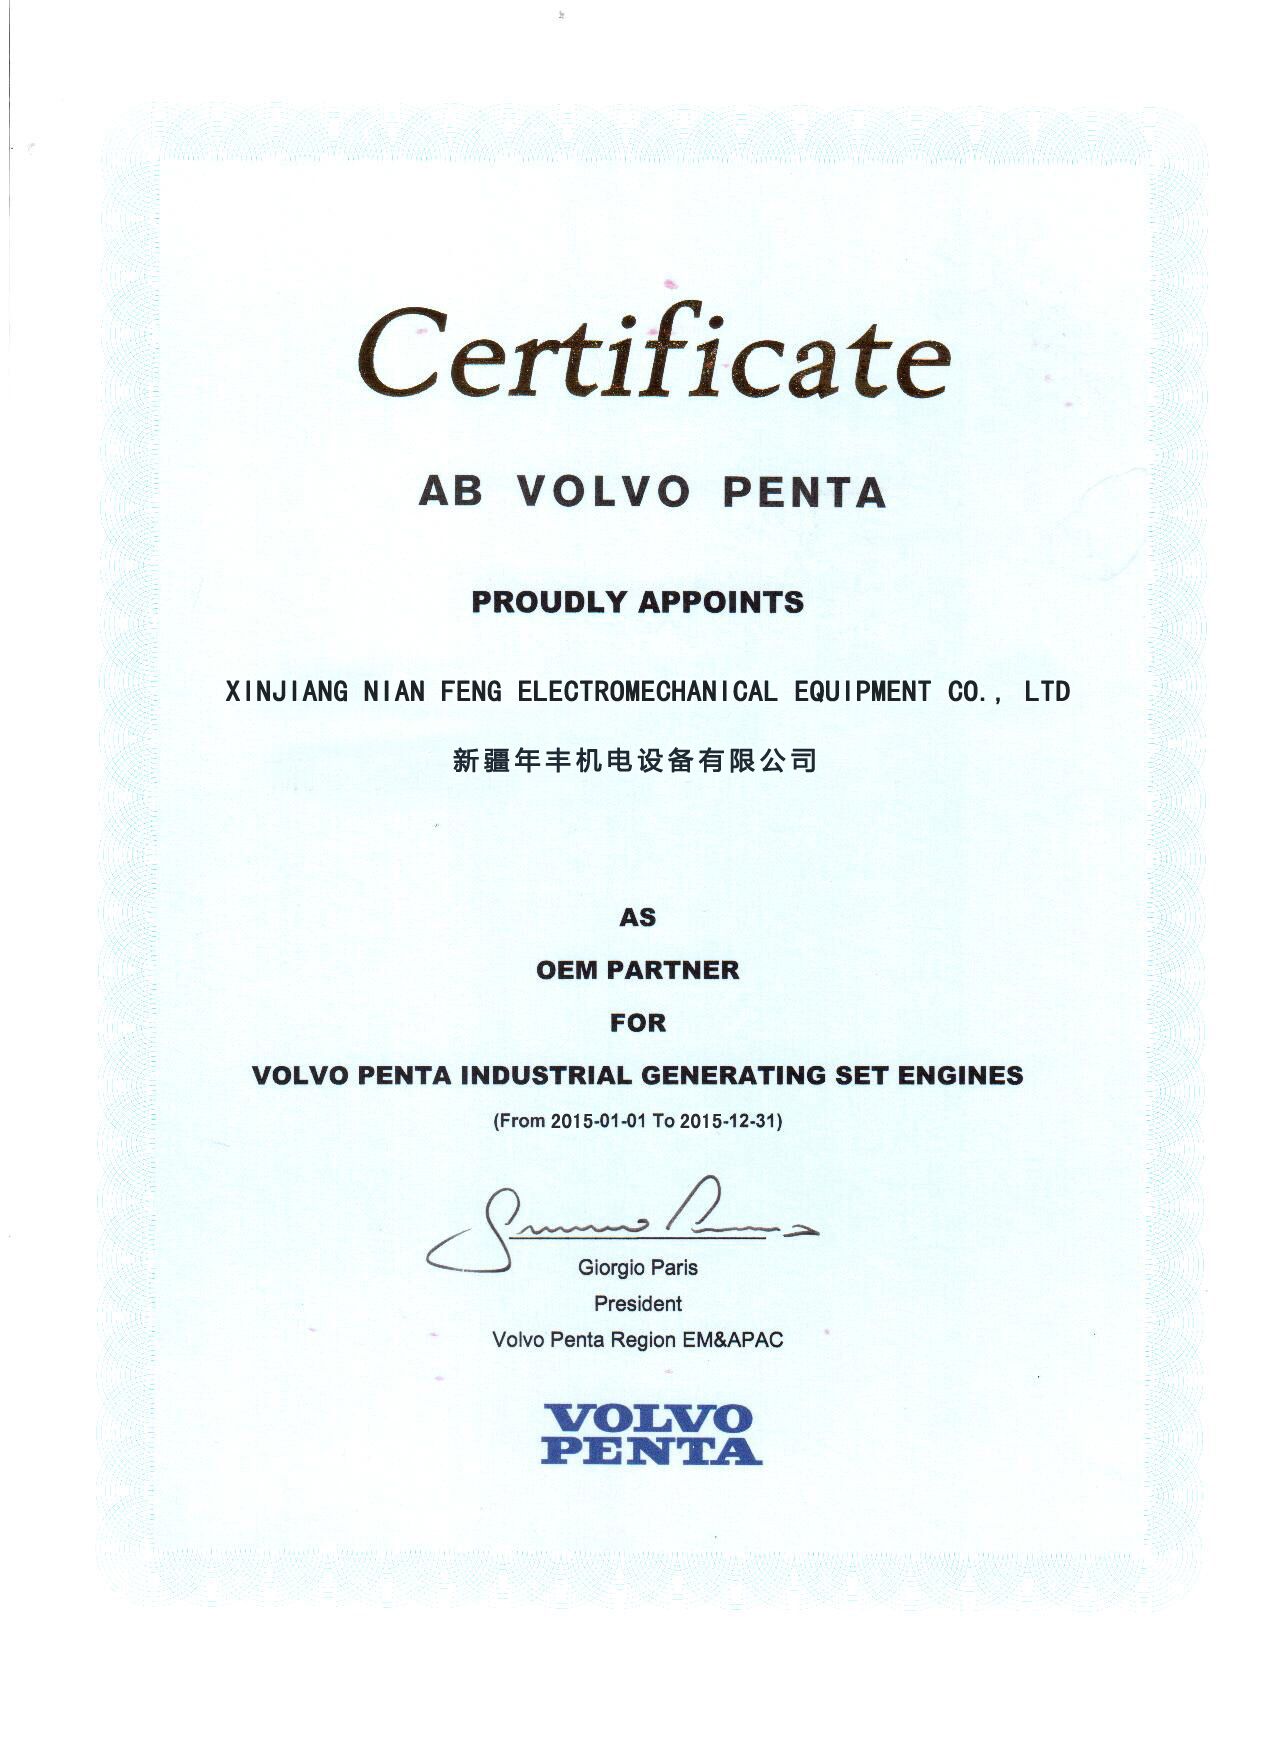 Certificate
AB VOLVO PENTA
PROUDLY APPOINTS
XINJIANG NIAN FENG ELECTROMECHANICAL EQUIPMENT CO., LTD
新疆年丰机电设备有限公司
AS
OEM PARTNER
FOR
VOLVO PENTA INDUSTRIAL GENERATING SET ENGINES
(From 2015-01-01 To 2015-12-31)
Giorgio Paris
President
Volvo Penta Region EM&APAC
VOLVO
PENTA